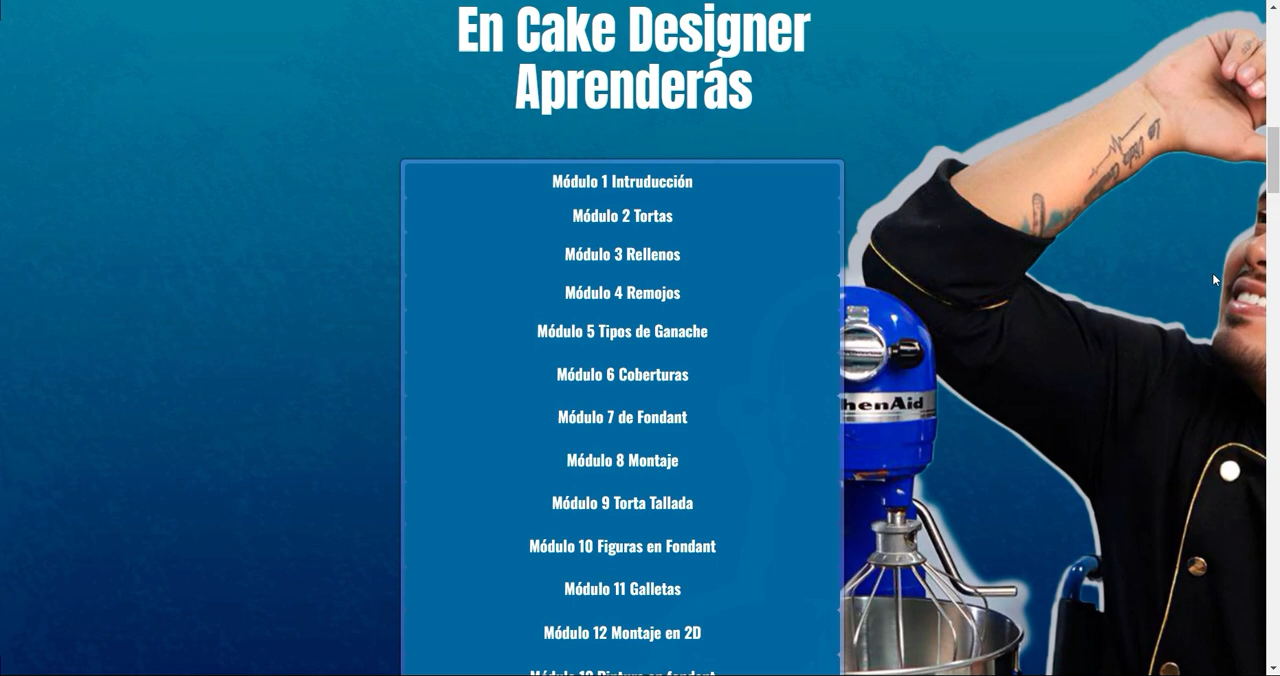 En Cake Designer
Aprenderás
Módulo 1 Intruducción
Módulo 2 Tortas
Módulo 3 Rellenos
Módulo 4 Remojos
Módulo 5 Tipos de Ganache
Módulo 6 Coberturas
henAid
Módulo 7 de Fondant
Módulo 8 Montaje
Módulo 9 Torta Tallada
Módulo 10 Figuras en Fondant
Módulo 11 Galletas
Módulo 12 Montaje en 2D